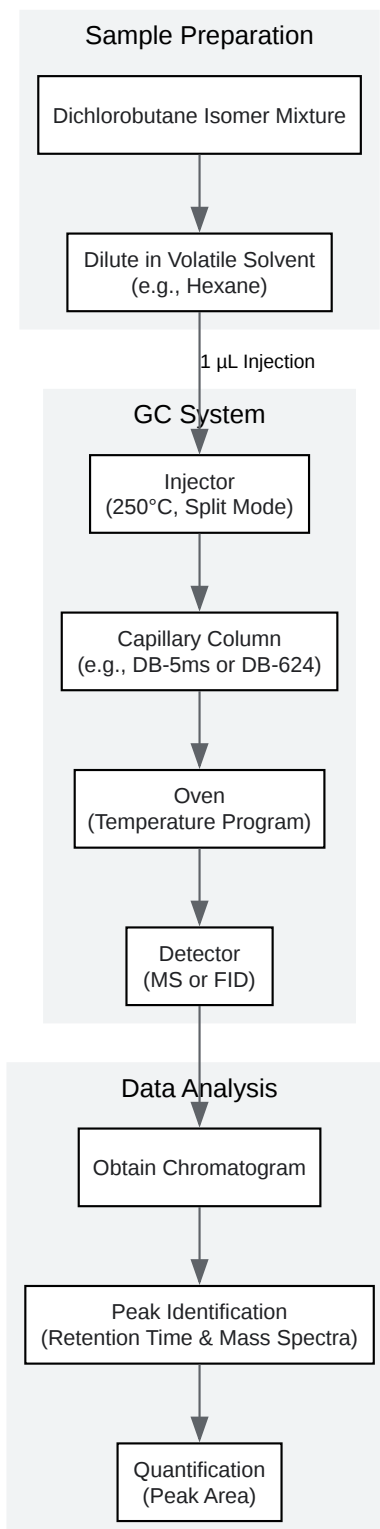 Sample Preparation
Dichlorobutane Isomer Mixture
Dilute in Volatile Solvent
(e.g., Hexane)
1 µL Injection
GC System
Injector
(250°C, Split Mode)
Capillary Column
(e.g., DB-5ms or DB-624)
Oven
(Temperature Program)
Detector
(MS or FID)
Data Analysis
Obtain Chromatogram
Peak Identification
(Retention Time & Mass Spectra)
Quantification
(Peak Area)